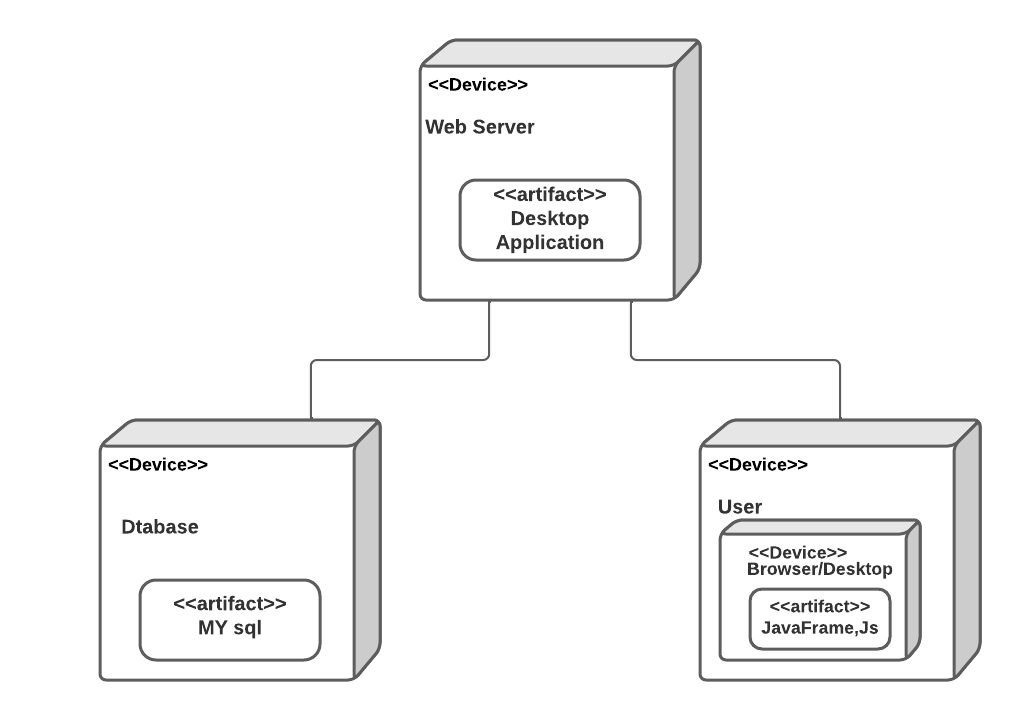 <<Device>>
Web Server
<<artifact>>
Desktop
Application
<<Device>>
Dtabase
<<artifact>>
MY sql
<<Device>>
User
<<Device>>
Browser/Desktop
<<artifact>>
JavaFrame,Js